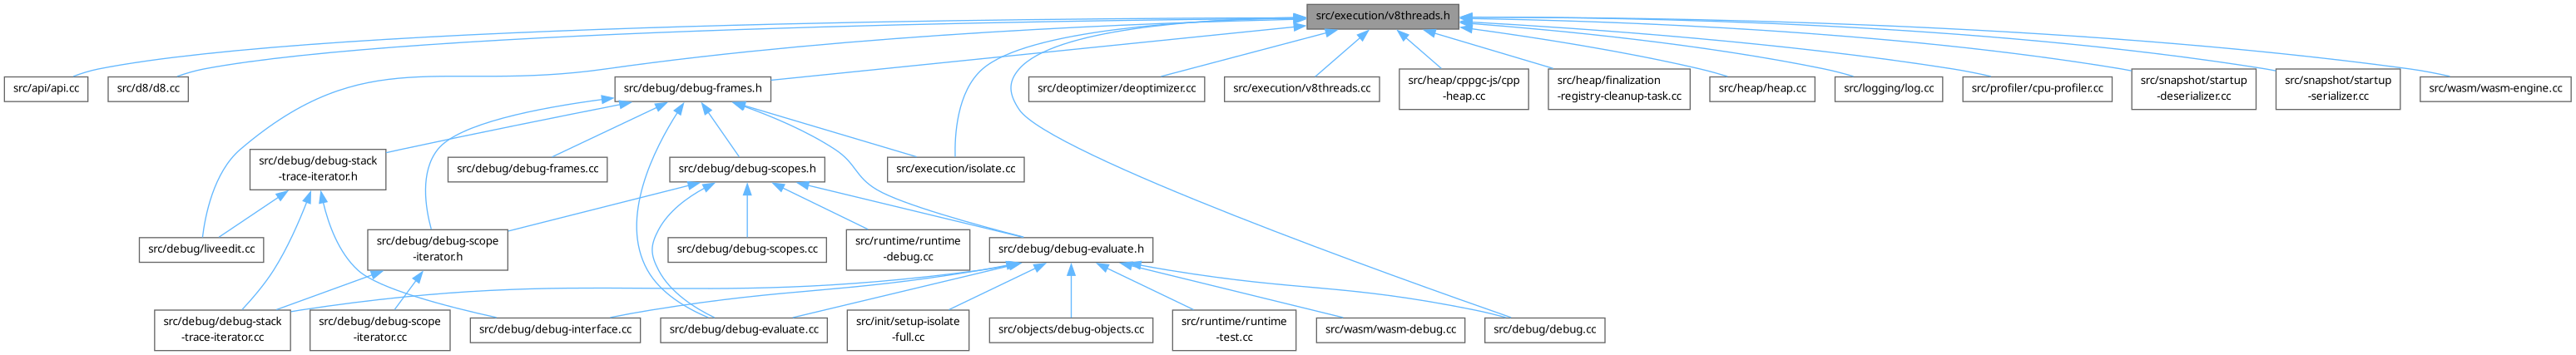 src/execution/v8threads.h
src/api/api.cc
src/d8/d8.cc
src/debug/debug-frames.h
src/deoptimizer/deoptimizer.cc
src/execution/v8threads.cc
src/heap/cppgc-js/cpp
-heap.cc
src/heap/finalization
-registry-cleanup-task.cc
src/heap/heap.cc
src/logging/log.cc
src/profiler/cpu-profiler.cc
src/snapshot/startup
-deserializer.cc
src/snapshot/startup
-serializer.cc
src/wasm/wasm-engine.cc
src/debug/debug-stack
-trace-iterator.h
src/debug/debug-frames.cc
src/debug/debug-scopes.h
src/execution/isolate.cc
src/debug/liveedit.cc
src/debug/debug-scope
-iterator.h
src/debug/debug-scopes.cc
src/runtime/runtime
-debug.cc
src/debug/debug-evaluate.h
src/debug/debug-stack
-trace-iterator.cc
src/debug/debug-scope
-iterator.cc
src/debug/debug-interface.cc
src/debug/debug-evaluate.cc
src/init/setup-isolate
-full.cc
src/objects/debug-objects.cc
src/runtime/runtime
-test.cc
src/wasm/wasm-debug.cc
src/debug/debug.cc